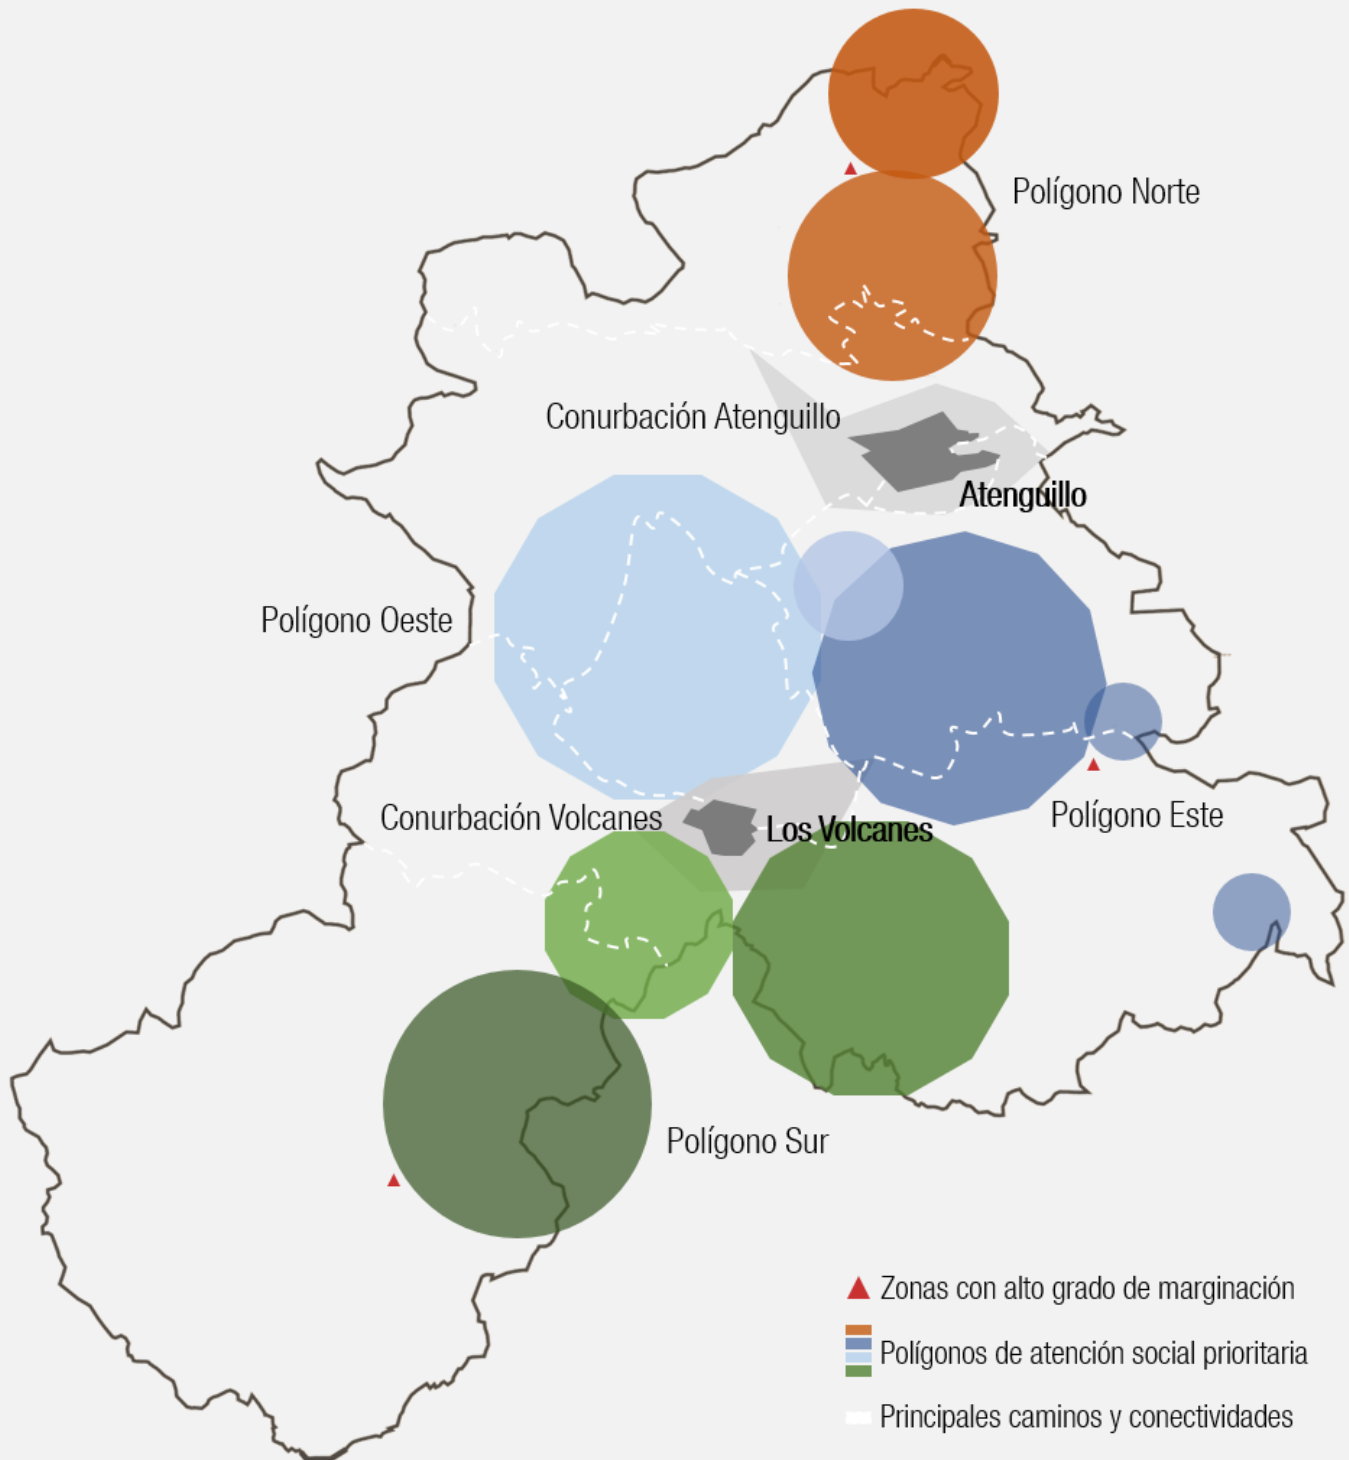 Polígono Norte
Conurbación Atenguillo
Atenguillo
Polígono Oeste
Conurbación Volcanes
Los Volcanes
Polígono Este
Polígono Sur
Zonas con alto grado de marginación
Polígonos de atención social prioritaria
Principales caminos y conectividades